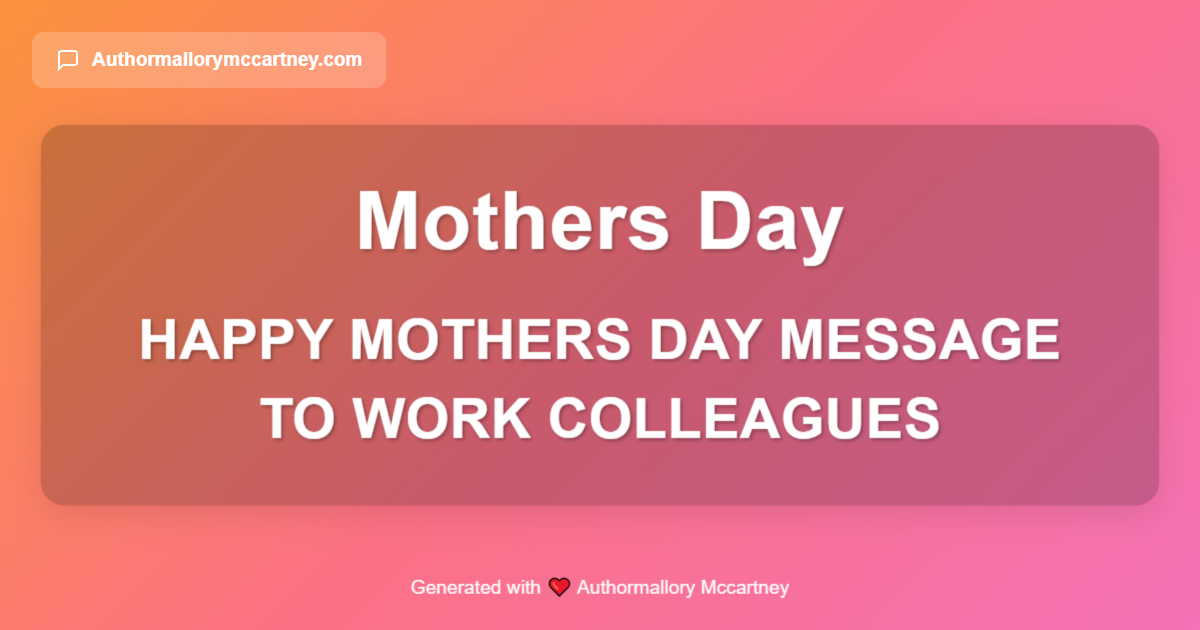 Authormallorymccartney.com
Mothers Day
HAPPY MOTHERS DAY MESSAGE
TO WORK COLLEAGUES
Generated with ❤️ Authormallory Mccartney